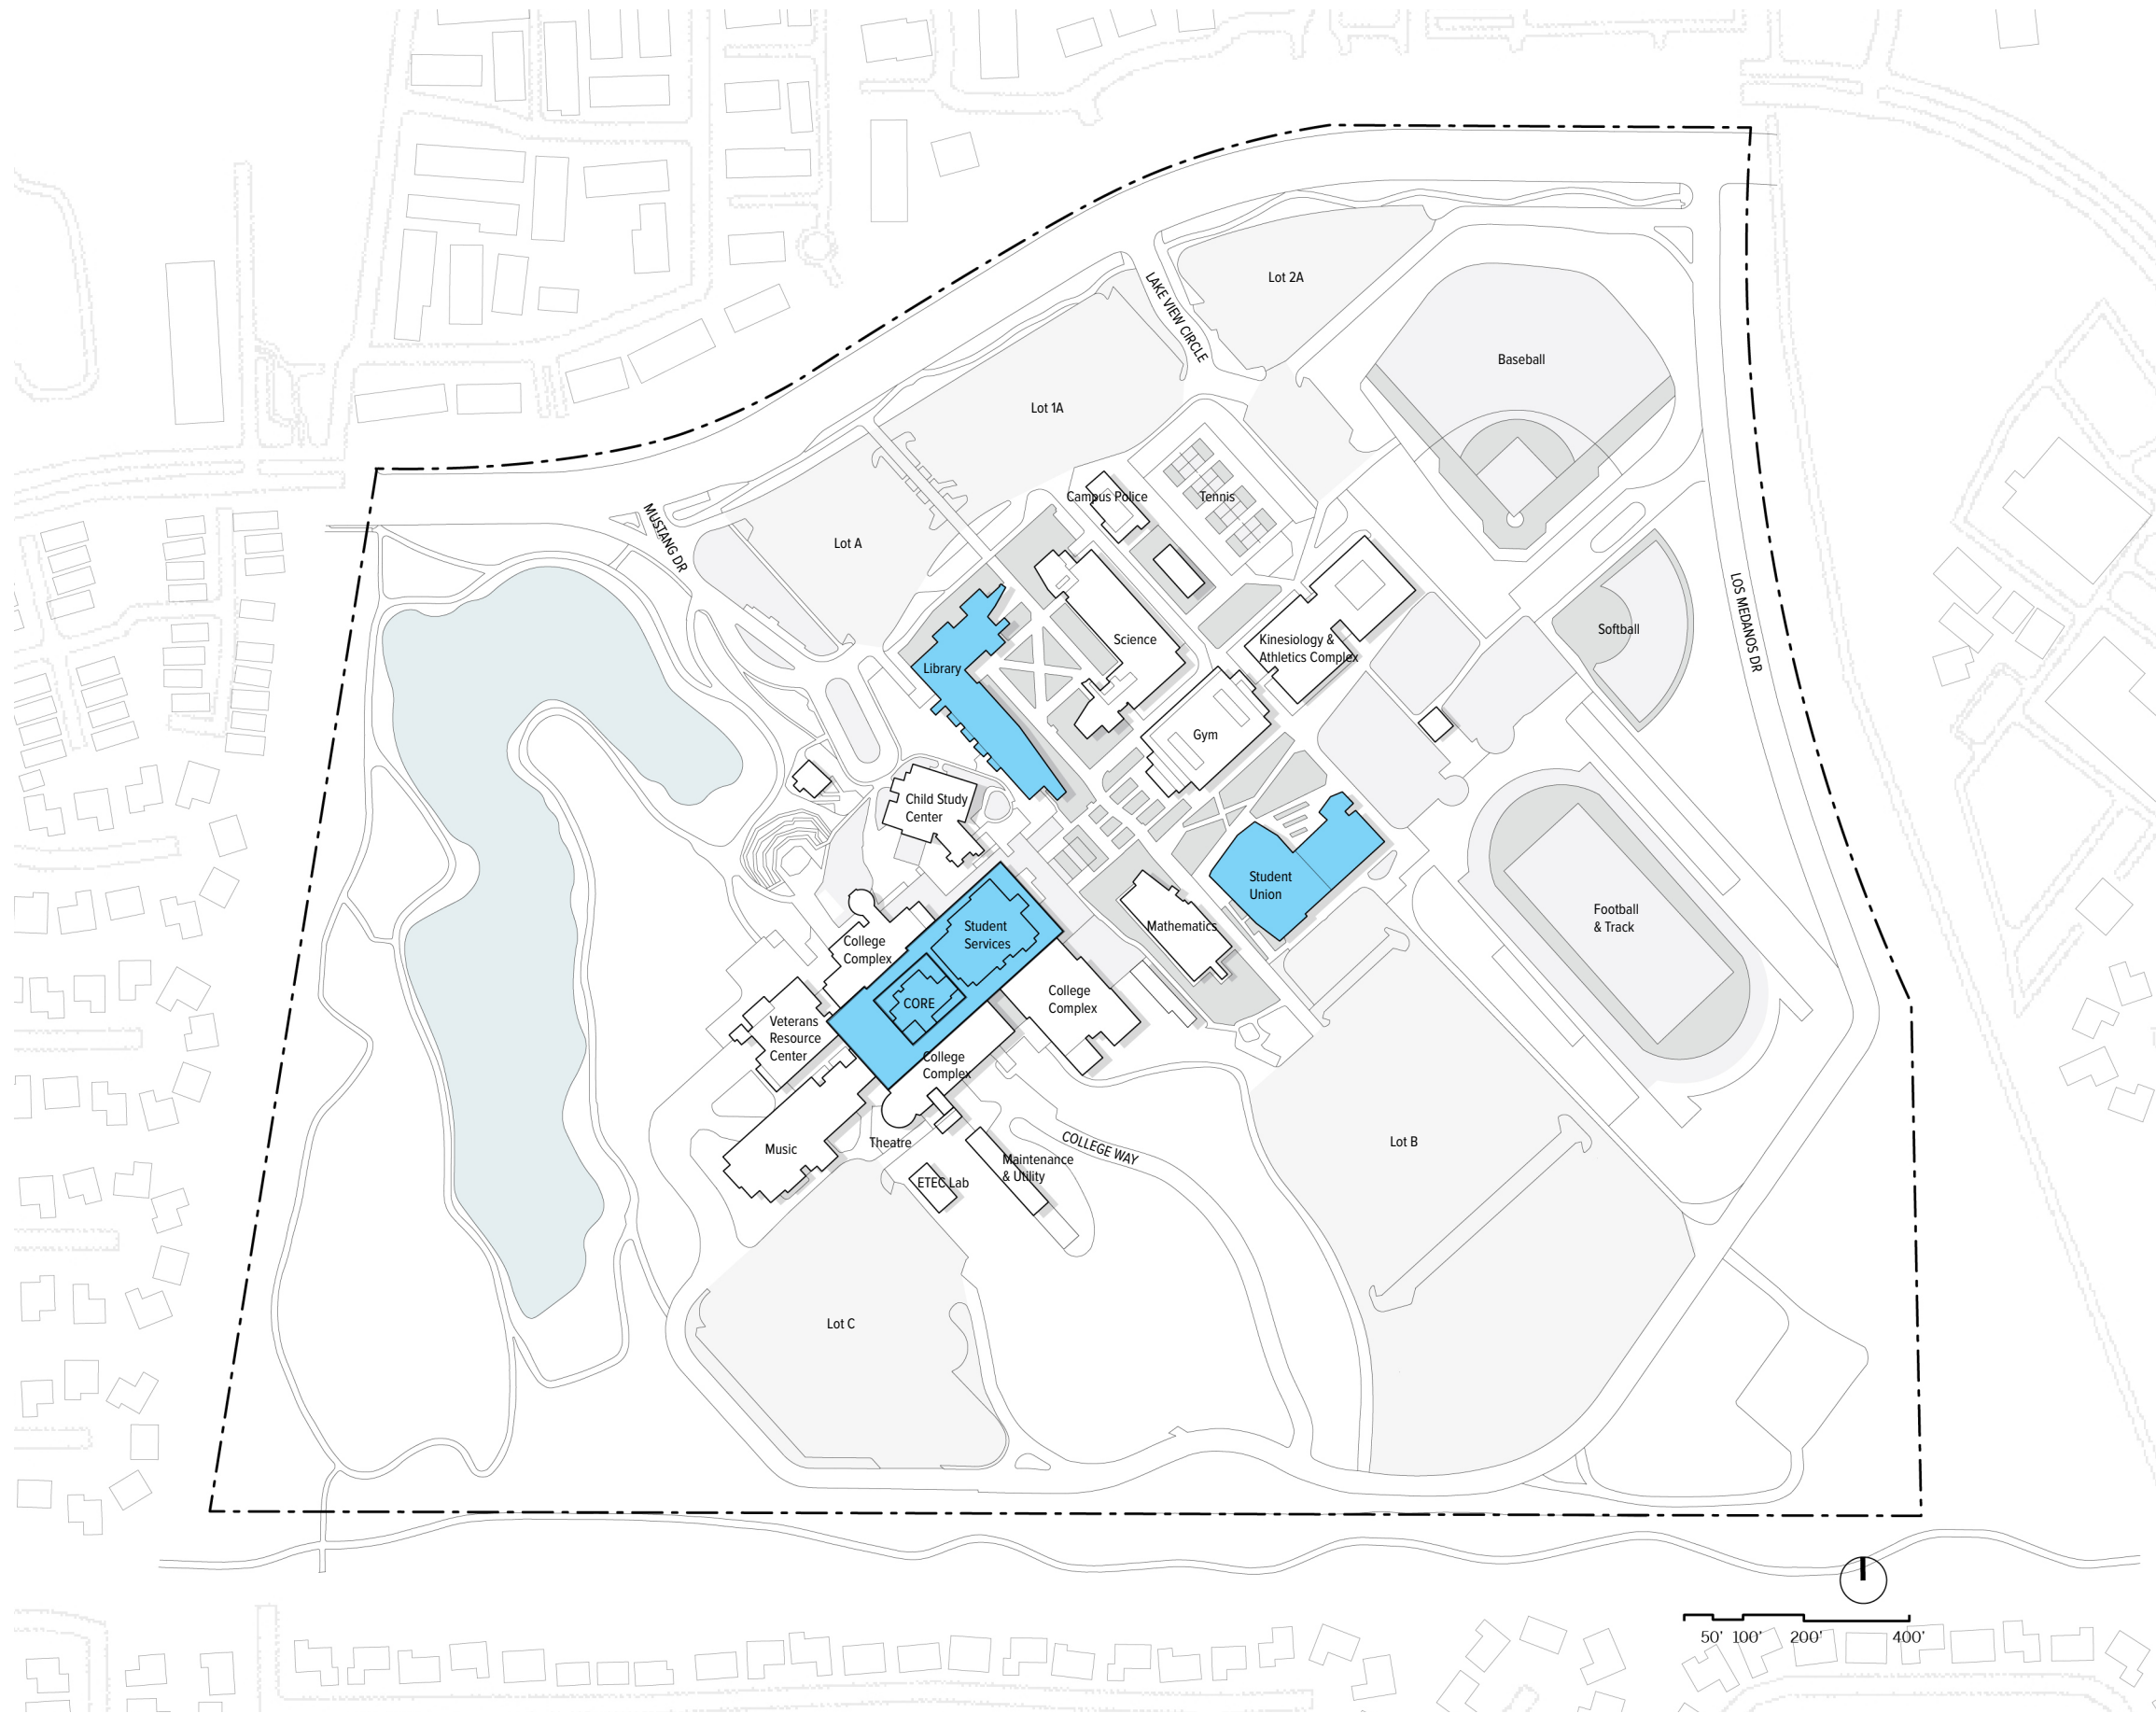 Lot 2A
LAKE VIEW CIRCLE
Baseball
Lot 1A
Campus Police
Tennis
MUSTANG DR
Lot A
LOS MEDANOS DR
Softball
Science
Kinesiology &
Athletics Complex
Library
Gym
Child Study
Center
Student
Union
Football
& Track
Mathematics
Student
Services
College
Complex
CORE
College
Complex
Veterans
Resource
Center
College
Complex
Music
Theatre
COLLEGE WAY
Lot B
Maintenance
& Utility
ETEC Lab
Lot C
50' 100' 200' 400'